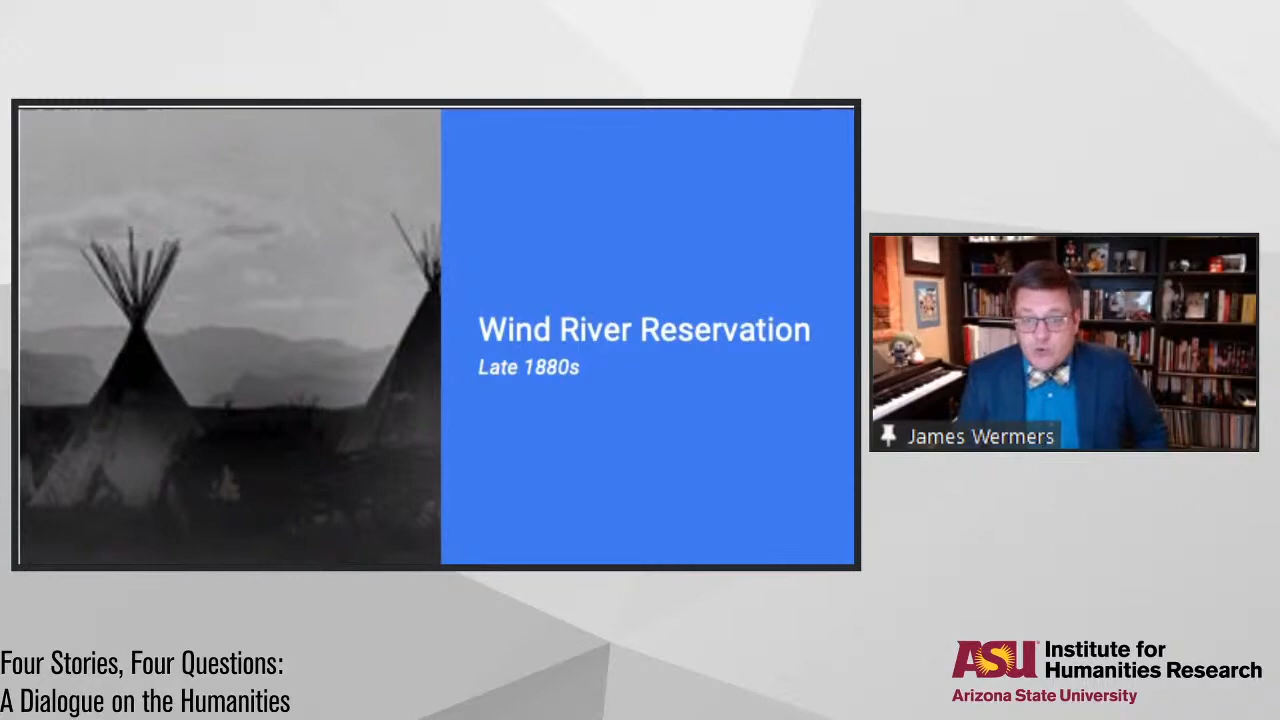 Wind River Reservation
Late 1880s
James Wermers
Four Stories, Four Questions:
A Dialogue on the Humanities
ASU Institute for
Humanities Research
Arizona State University